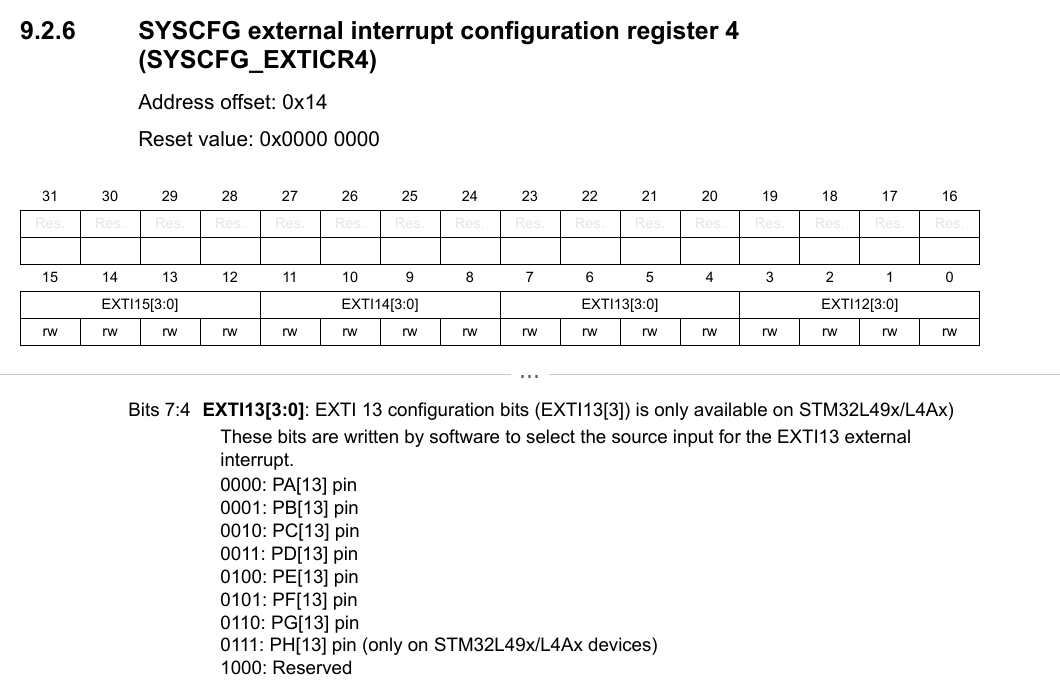 9.2.6 SYSCFG external interrupt configuration register 4
(SYSCFG_EXTICR4)
Address offset: 0x14
Reset value: 0x0000 0000
31 30 29 28 27 26 25 24 23 22 21 20 19 18 17 16
Res. Res. Res. Res. Res. Res. Res. Res. Res. Res. Res. Res. Res. Res. Res. Res.
15 14 13 12 11 10 9 8 7 6 5 4 3 2 1 0
EXTI15[3:0] EXTI14[3:0] EXTI13[3:0] EXTI12[3:0]
rw rw rw rw rw rw rw rw rw rw rw rw rw rw rw rw
...
Bits 7:4 EXTI13[3:0]: EXTI 13 configuration bits (EXTI13[3]) is only available on STM32L49x/L4Ax)
These bits are written by software to select the source input for the EXTI13 external
interrupt.
0000: PA[13] pin
0001: PB[13] pin
0010: PC[13] pin
0011: PD[13] pin
0100: PE[13] pin
0101: PF[13] pin
0110: PG[13] pin
0111: PH[13] pin (only on STM32L49x/L4Ax devices)
1000: Reserved